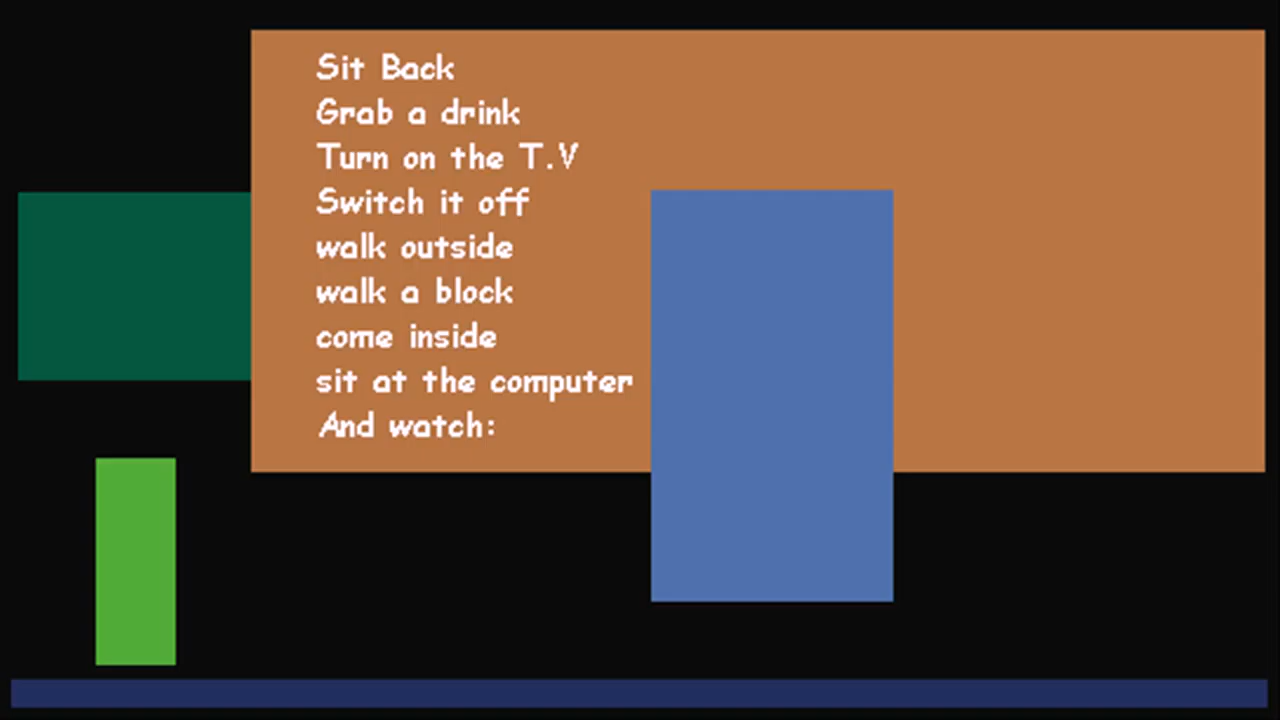 Sit Back
Grab a drink
Turn on the T.V
Switch it off
walk outside
walk a block
come inside
sit at the computer
And watch: